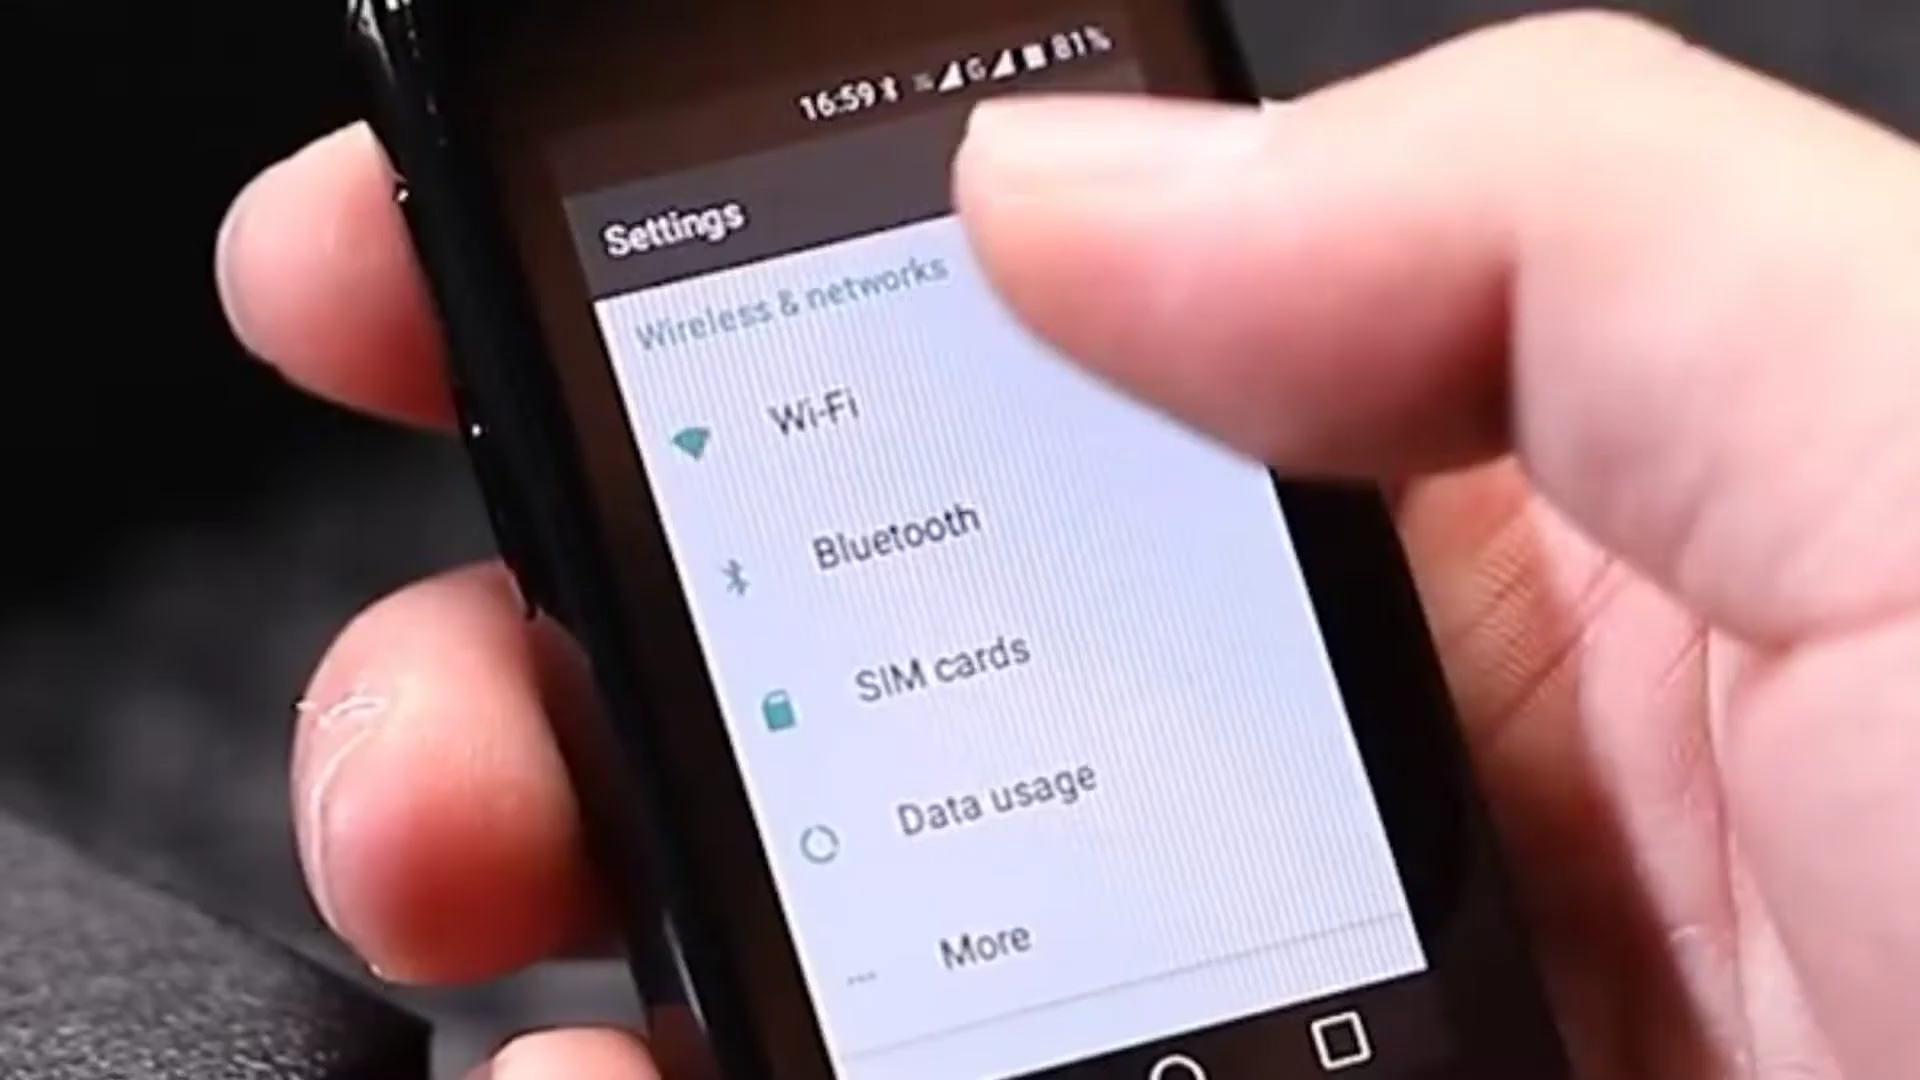 16:59 G 81%
Settings
Wireless & networks
Wi-Fi
Bluetooth
SIM cards
Data usage
More